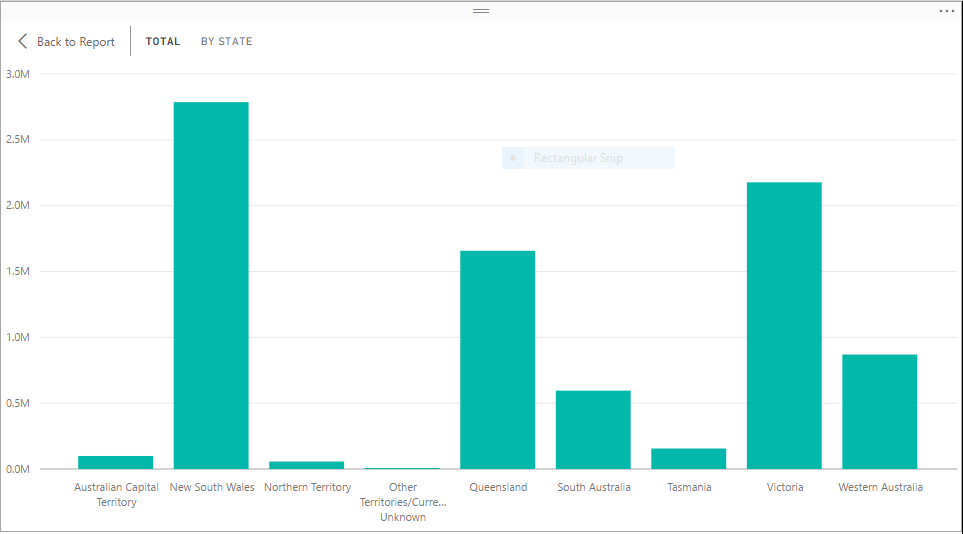 Back to Report
TOTAL
BY STATE
3.0M
2.5M
Rectangular Snip
2.0M
1.5M
1.0M
0.5M
0.0M
Australian Capital
Territory
New South Wales
Northern Territory
Other
Territories/Curre...
Unknown
Queensland
South Australia
Tasmania
Victoria
Western Australia